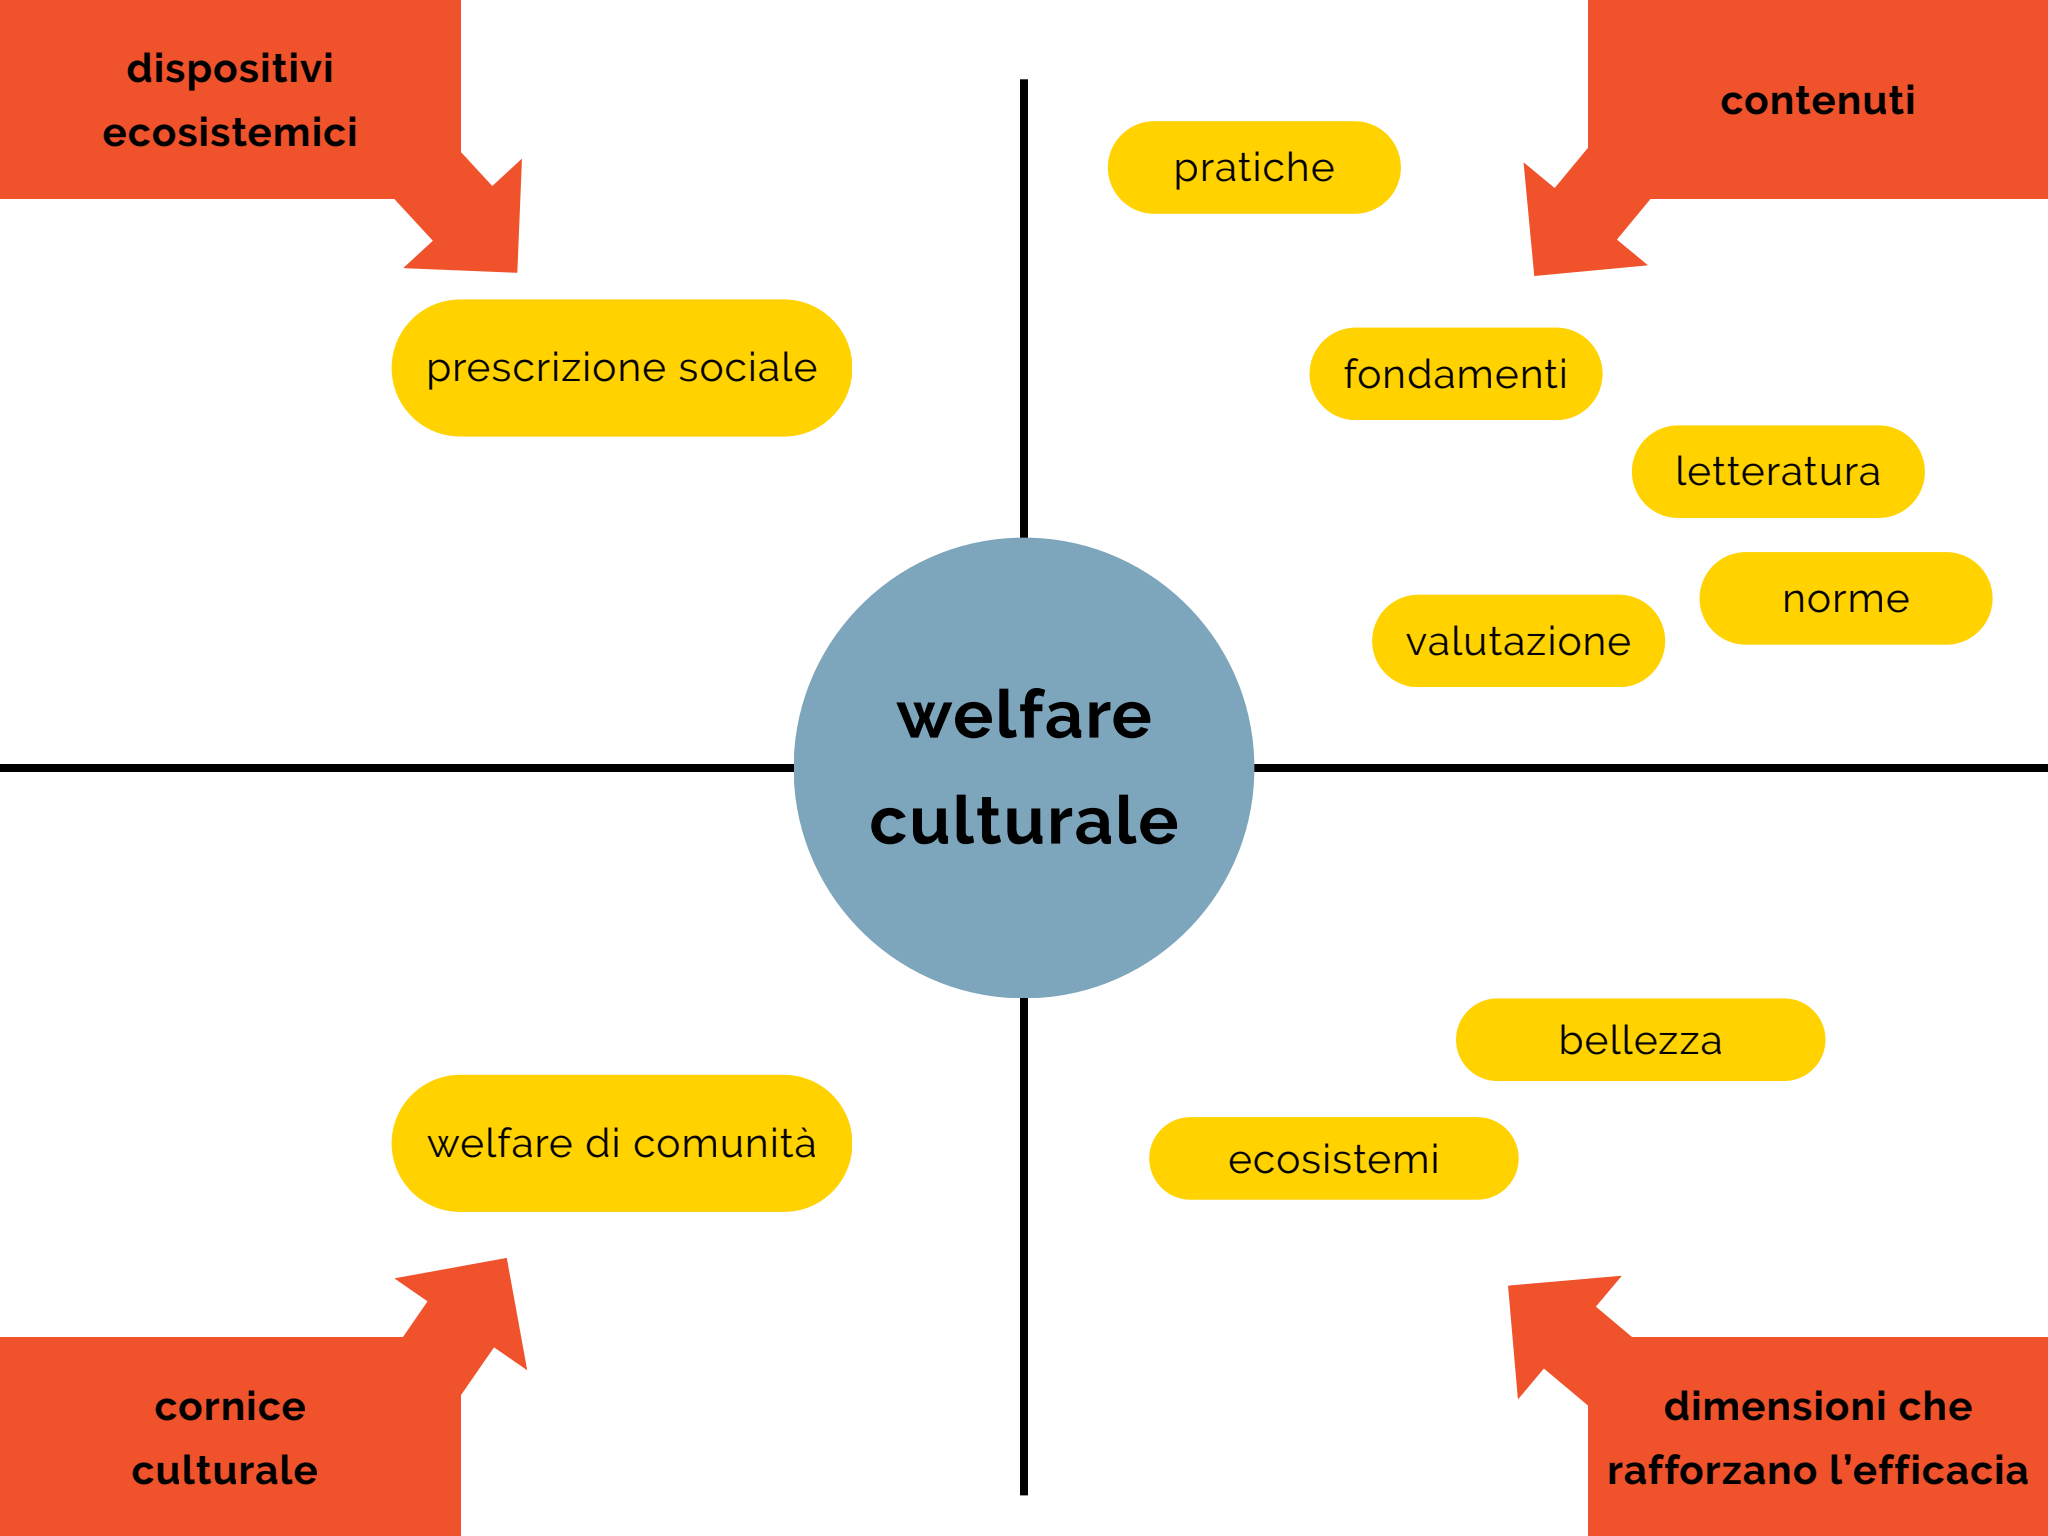 dispositivi
ecosistemici
contenuti
pratiche
prescrizione sociale
fondamenti
letteratura
norme
valutazione
welfare
culturale
bellezza
ecosistemi
welfare di comunità
cornice
culturale
dimensioni che
rafforzano l’efficacia